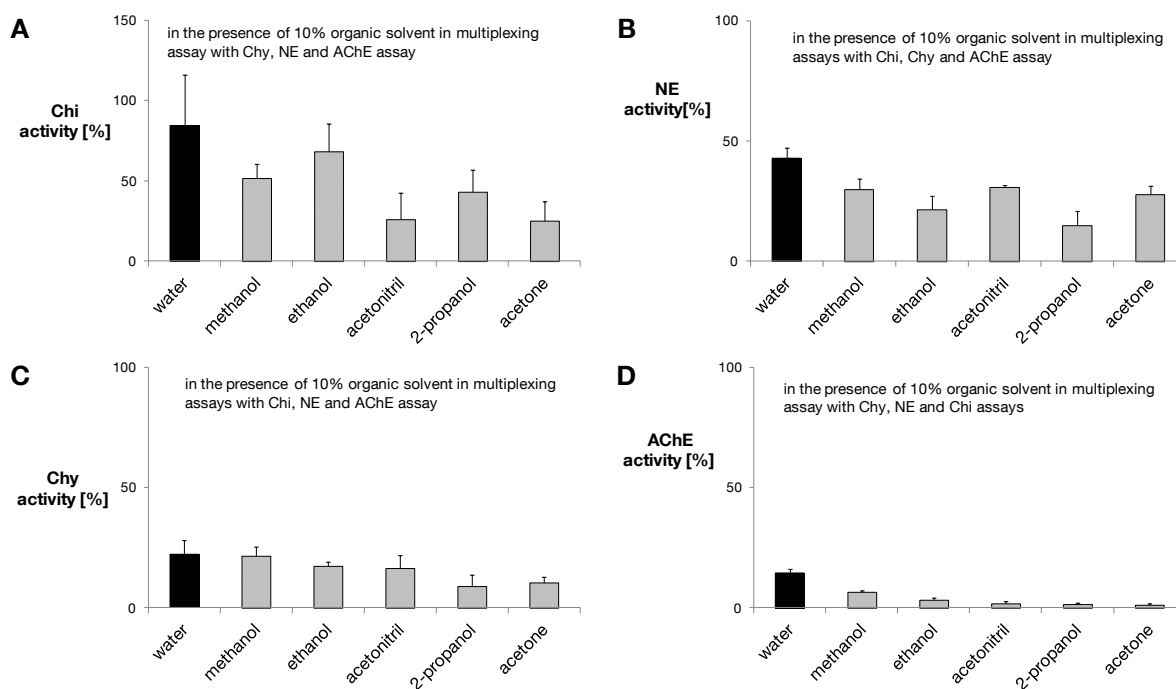 A
in the presence of 10% organic solvent in multiplexing
assay with Chy, NE and AChE assay
Chi
activity [%]
150
100
50
0
water
methanol
ethanol
acetonitril
2-propanol
acetone
B
in the presence of 10% organic solvent in multiplexing
assays with Chi, Chy and AChE assay
NE
activity[%]
100
50
0
water
methanol
ethanol
acetonitril
2-propanol
acetone
C
in the presence of 10% organic solvent in multiplexing
assays with Chi, NE and AChE assay
Chy
activity [%]
100
50
0
water
methanol
ethanol
acetonitril
2-propanol
acetone
D
in the presence of 10% organic solvent in multiplexing
assay with Chy, NE and Chi assays
AChE
activity [%]
100
50
0
water
methanol
ethanol
acetonitril
2-propanol
acetone